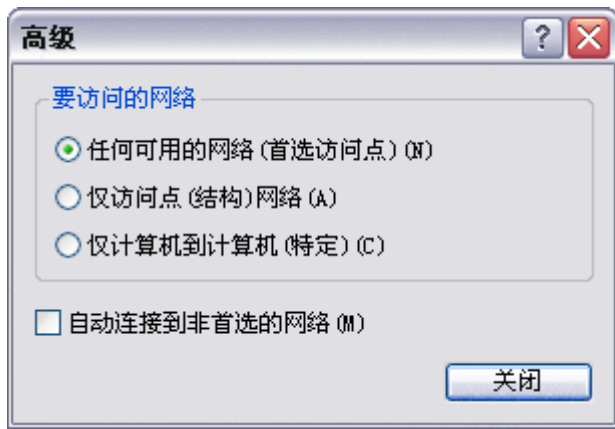 高级
要访问的网络
任何可用的网络(首选访问点)(N)
仅访问点(结构)网络(A)
仅计算机到计算机(特定)(C)
自动连接到非首选的网络(M)
关闭